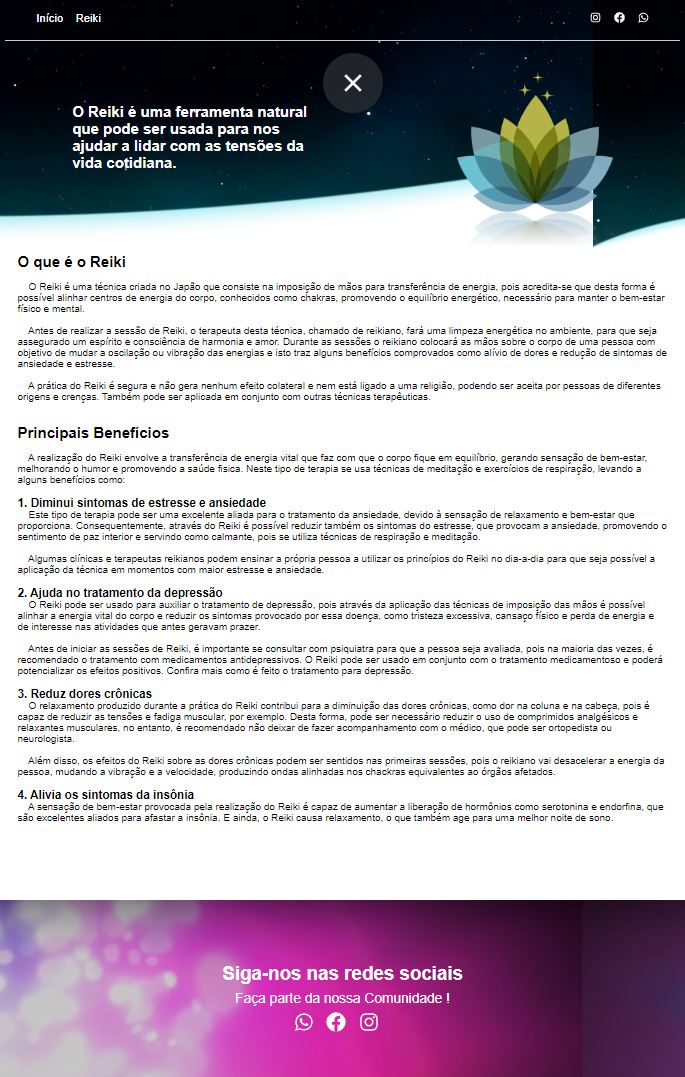 Início Reiki
O Reiki é uma ferramenta natural
que pode ser usada para nos
ajudar a lidar com as tensões da
vida cotidiana.
O que é o Reiki
O Reiki é uma técnica criada no Japão que consiste na imposição de mãos para transferência de energia, pois acredita-se que desta forma é
possível alinhar centros de energia do corpo, conhecidos como chakras, promovendo o equilíbrio energético, necessário para manter o bem-estar
físico e mental.
Antes de realizar a sessão de Reiki, o terapeuta desta técnica, chamado de reikiano, fará uma limpeza energética no ambiente, para que seja
assegurado um espírito e consciência de harmonia e amor. Durante as sessões o reikiano colocará as mãos sobre o corpo de uma pessoa com
objetivo de mudar a oscilação ou vibração das energias e isto traz alguns benefícios comprovados como alívio de dores e redução de sintomas de
ansiedade e estresse.
A prática do Reiki é segura e não gera nenhum efeito colateral e nem está ligado a uma religião, podendo ser aceita por pessoas de diferentes
origens e crenças. Também pode ser aplicada em conjunto com outras técnicas terapêuticas.
Principais Benefícios
A realização do Reiki envolve a transferência de energia vital que faz com que o corpo fique em equilíbrio, gerando sensação de bem-estar,
melhorando o humor e promovendo a saúde fisica. Neste tipo de terapia se usa técnicas de meditação e exercícios de respiração, levando a
alguns benefícios como:
1. Diminui sintomas de estresse e ansiedade
Este tipo de terapia pode ser uma excelente aliada para o tratamento da ansiedade, devido à sensação de relaxamento e bem-estar que
proporciona. Consequentemente, através do Reiki é possível reduzir também os sintomas do estresse, que provocam a ansiedade, promovendo o
sentimento de paz interior e servindo como calmante, pois se utiliza técnicas de respiração e meditação.
Algumas clínicas e terapeutas reikianos podem ensinar a própria pessoa a utilizar os princípios do Reiki no dia-a-dia para que seja possível a
aplicação da técnica em momentos com maior estresse e ansiedade.
2. Ajuda no tratamento da depressão
O Reiki pode ser usado para auxiliar o tratamento de depressão, pois através da aplicação das técnicas de imposição das mãos é possível
alinhar a energia vital do corpo e reduzir os sintomas provocado por essa doença, como tristeza excessiva, cansaço físico e perda de energia e
de interesse nas atividades que antes geravam prazer.
Antes de iniciar as sessões de Reiki, é importante se consultar com psiquiatra para que a pessoa seja avaliada, pois na maioria das vezes, é
recomendado o tratamento com medicamentos antidepressivos. O Reiki pode ser usado em conjunto com o tratamento medicamentoso e poderá
potencializar os efeitos positivos. Confira mais como é feito o tratamento para depressão.
3. Reduz dores crônicas
O relaxamento produzido durante a prática do Reiki contribui para a diminuição das dores crônicas, como dor na coluna e na cabeça, pois é
capaz de reduzir as tensões e fadiga muscular, por exemplo. Desta forma, pode ser necessário reduzir o uso de comprimidos analgésicos e
relaxantes musculares, no entanto, é recomendado não deixar de fazer acompanhamento com o médico, que pode ser ortopedista ou
neurologista.
Além disso, os efeitos do Reiki sobre as dores crônicas podem ser sentidos nas primeiras sessões, pois o reikiano vai desacelerar a energia da
pessoa, mudando a vibração e a velocidade, produzindo ondas alinhadas nos chackras equivalentes ao órgãos afetados.
4. Alivia os sintomas da insônia
A sensação de bem-estar provocada pela realização do Reiki é capaz de aumentar a liberação de hormônios como serotonina e endorfina, que
são excelentes aliados para afastar a insônia. E ainda, o Reiki causa relaxamento, o que também age para uma melhor noite de sono.
Siga-nos nas redes sociais
Faça parte da nossa Comunidade !